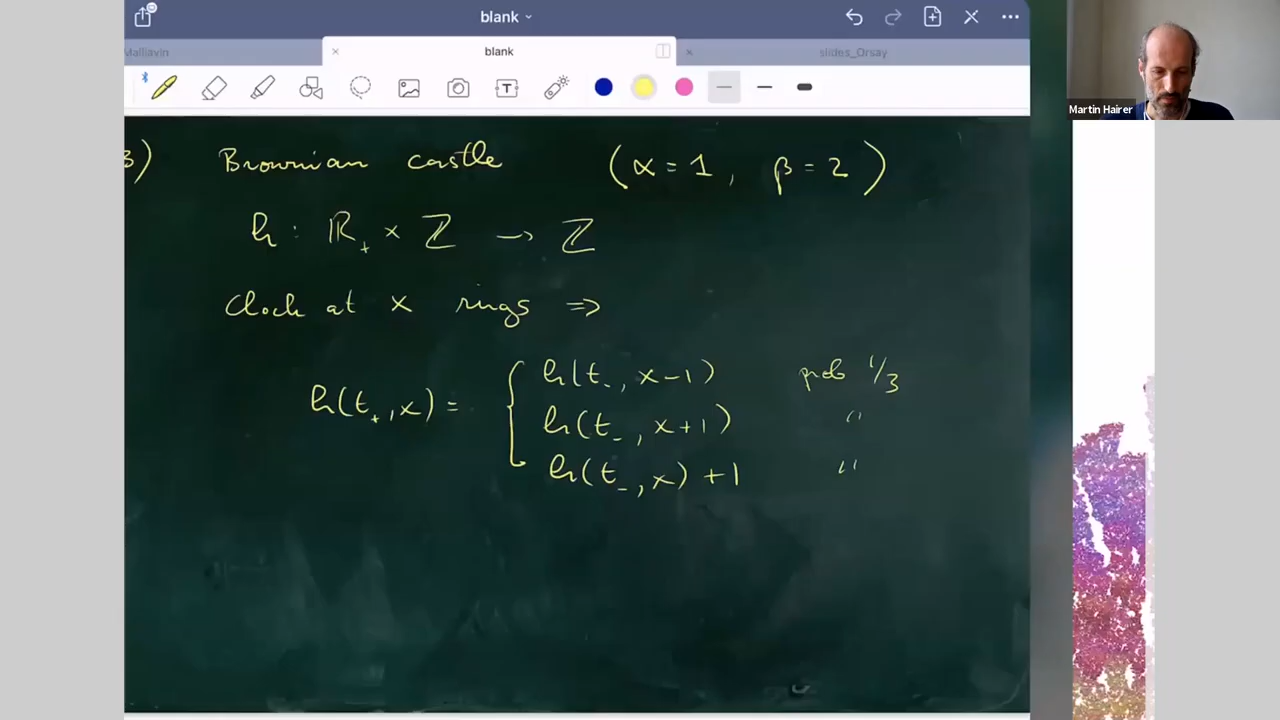 blank
Malliavin
blank
slides_Orsay
Martin Hairer
3) Brownian castle (α = 1, β = 2)
h : ℝ₊ × ℤ → ℤ
Clock at x rings ⇒
h(t₊, x) = { h(t₋, x−1) prob 1/3
h(t₋, x+1) "
h(t₋, x) + 1 "